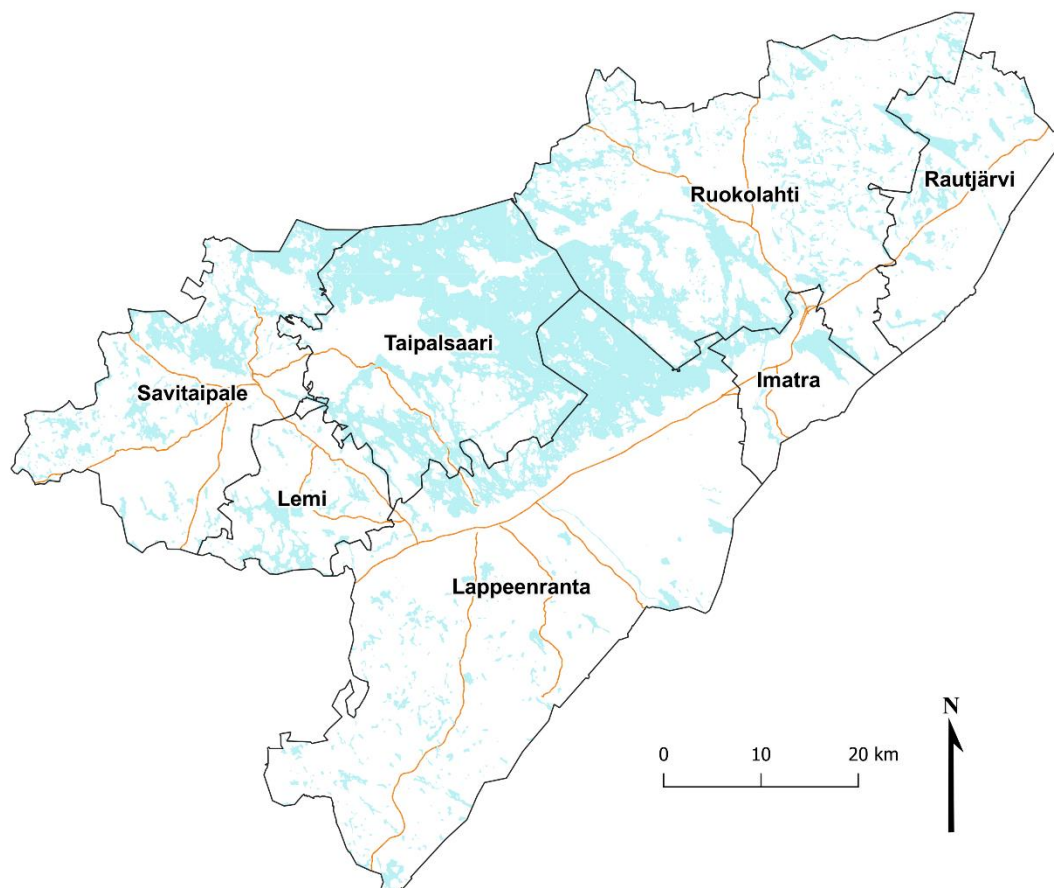 Rautjärvi
Ruokolahti
Taipalsaari
Imatra
Savitaipale
Lemi
Lappeenranta
N
0 10 20 km